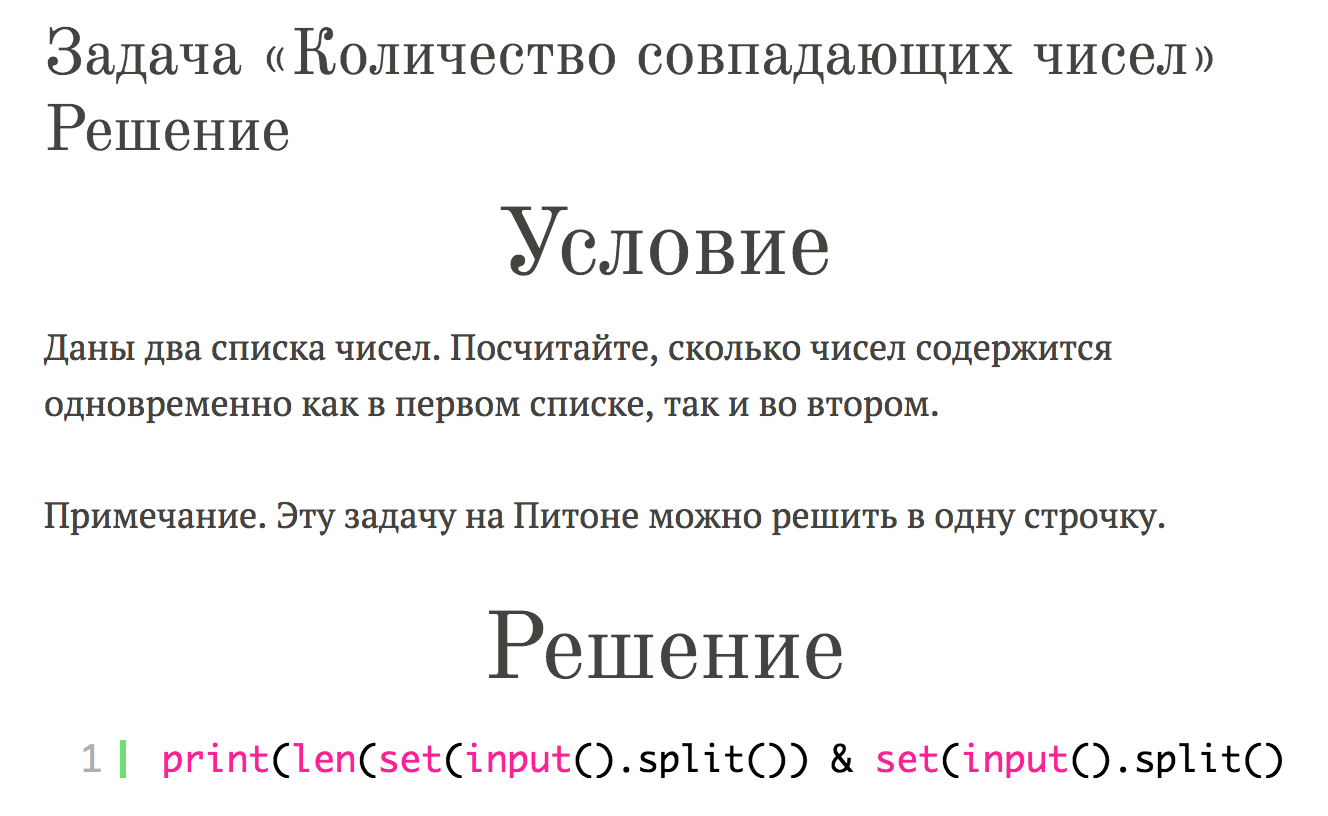 Задача «Количество совпадающих чисел»
Решение
Условие
Даны два списка чисел. Посчитайте, сколько чисел содержится
одновременно как в первом списке, так и во втором.
Примечание. Эту задачу на Питоне можно решить в одну строчку.
Решение
1 print(len(set(input().split()) & set(input().split()